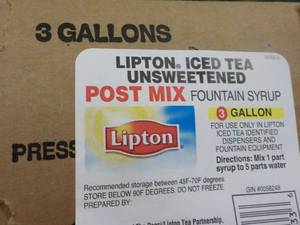 3 GALLONS
LIPTON® ICED TEA
UNSWEETENED
POST MIX FOUNTAIN SYRUP
3 GALLON
FOR USE ONLY IN LIPTON
ICED TEA IDENTIFIED
DISPENSERS AND
FOUNTAIN EQUIPMENT
Lipton
PRESS
Directions: Mix 1 part
syrup to 5 parts water
Recommended storage between 45F-70F degrees
STORE BELOW 90F DEGREES. DO NOT FREEZE
PREPARED BY:
GIN #0058248
Lipton Tea Partnership,